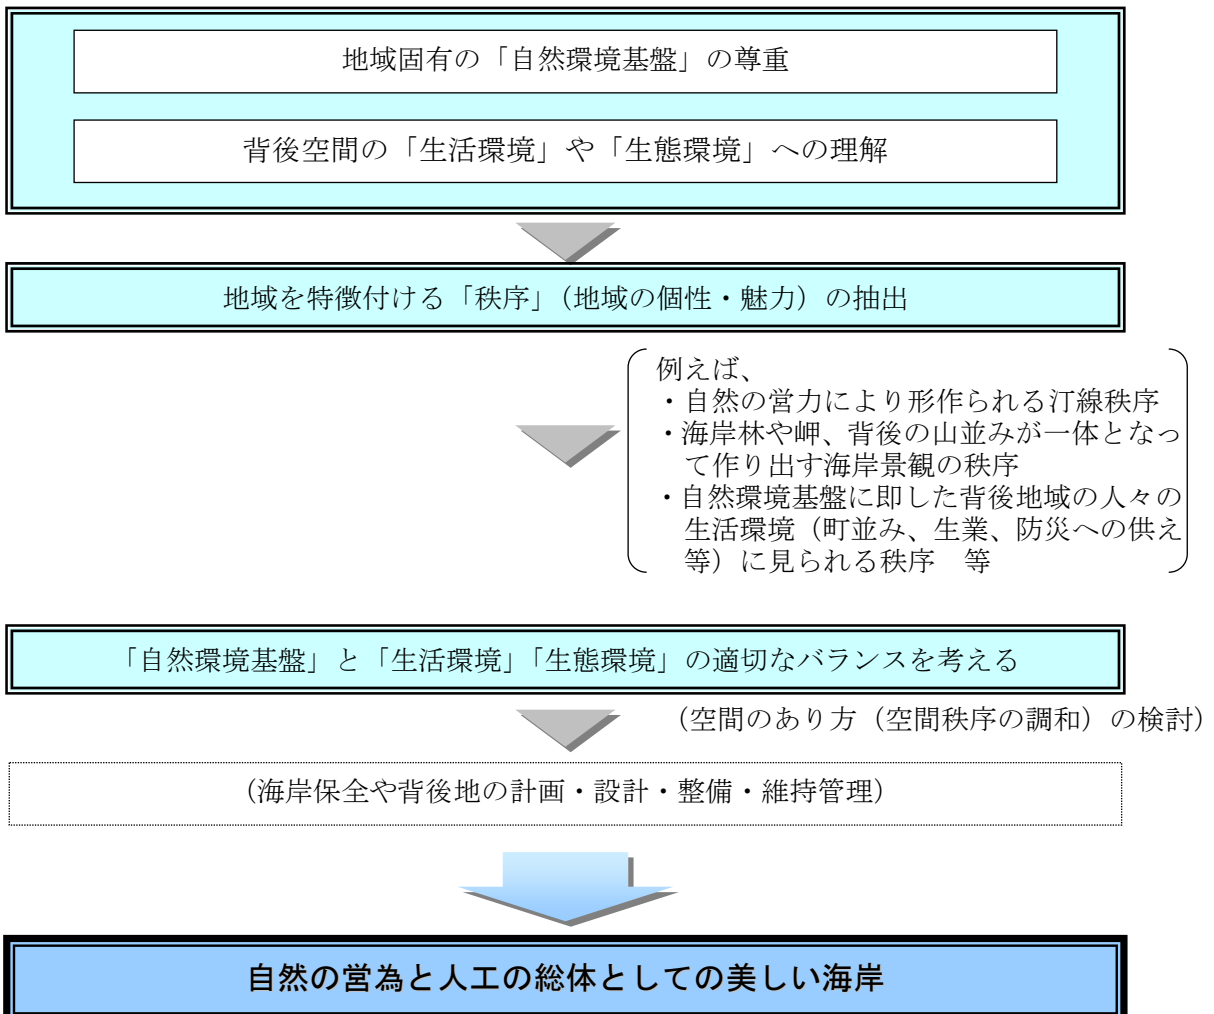 地域固有の「自然環境基盤」の尊重
背後空間の「生活環境」や「生態環境」への理解
地域を特徴付ける「秩序」（地域の個性・魅力）の抽出
例えば、
・自然の営力により形作られる汀線秩序
・海岸林や岬、背後の山並みが一体となっ
て作り出す海岸景観の秩序
・自然環境基盤に即した背後地域の人々の
生活環境（町並み、生業、防災への供え
等）に見られる秩序　等
「自然環境基盤」と「生活環境」「生態環境」の適切なバランスを考える
（空間のあり方（空間秩序の調和）の検討）
（海岸保全や背後地の計画・設計・整備・維持管理）
自然の営為と人工の総体としての美しい海岸